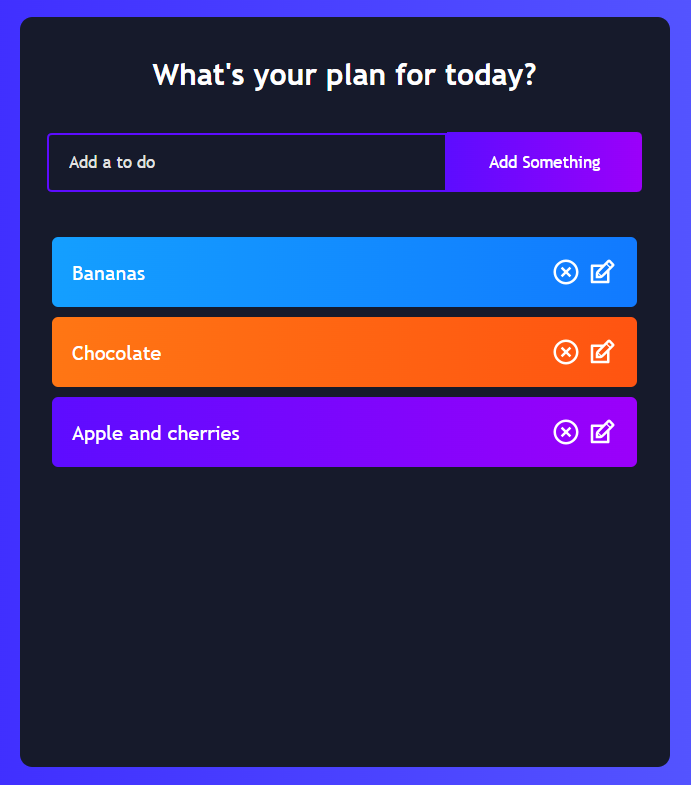 What's your plan for today?
Add a to do
Add Something
Bananas
Chocolate
Apple and cherries